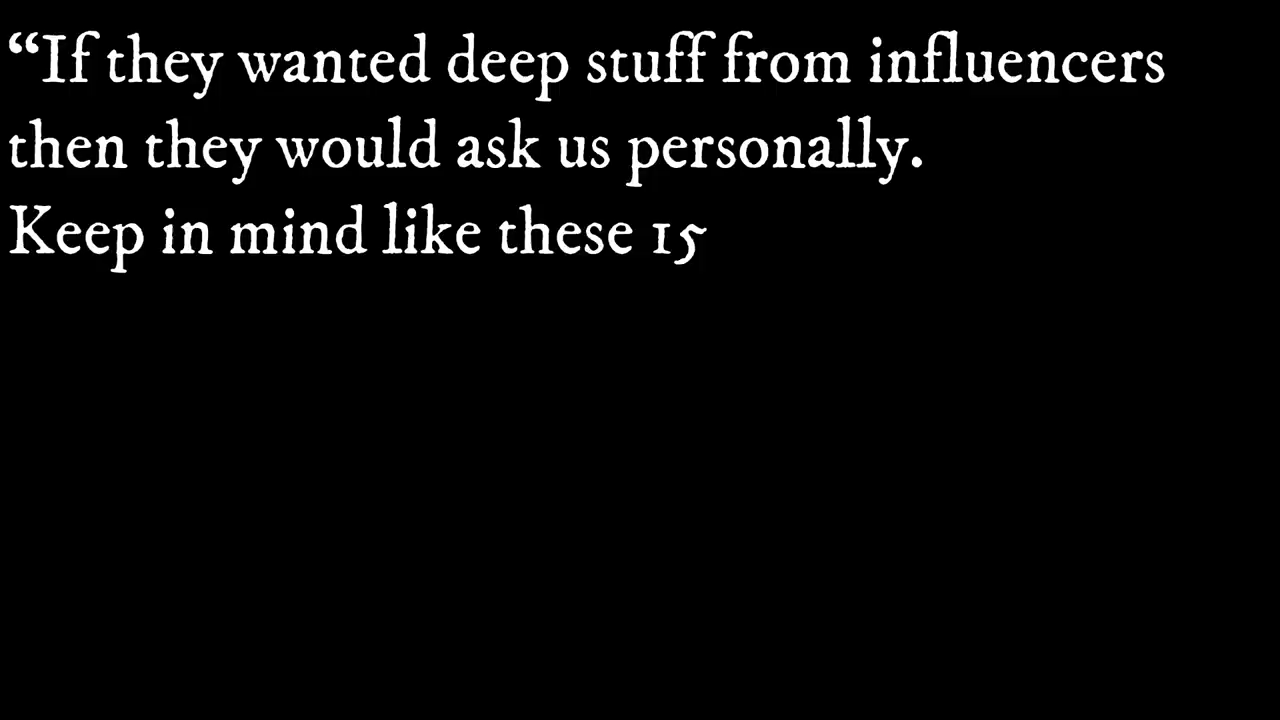 “If they wanted deep stuff from influencers
then they would ask us personally.
Keep in mind like these 15